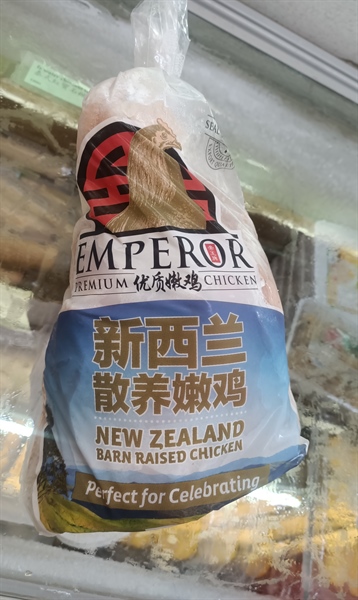 SEAL
EMPEROR
PREMIUM 优质嫩鸡 CHICKEN
新西兰
散养嫩鸡
NEW ZEALAND
BARN RAISED CHICKEN
Perfect for Celebrating